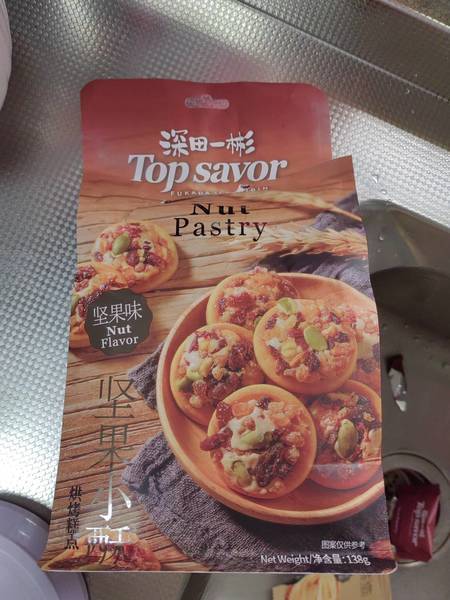 深田一彬
Top savor
Nut
Pastry
坚果味
Nut
Flavor
坚果小酥
烘烤糕点
图案仅供参考
Net Weight/净含量:138g